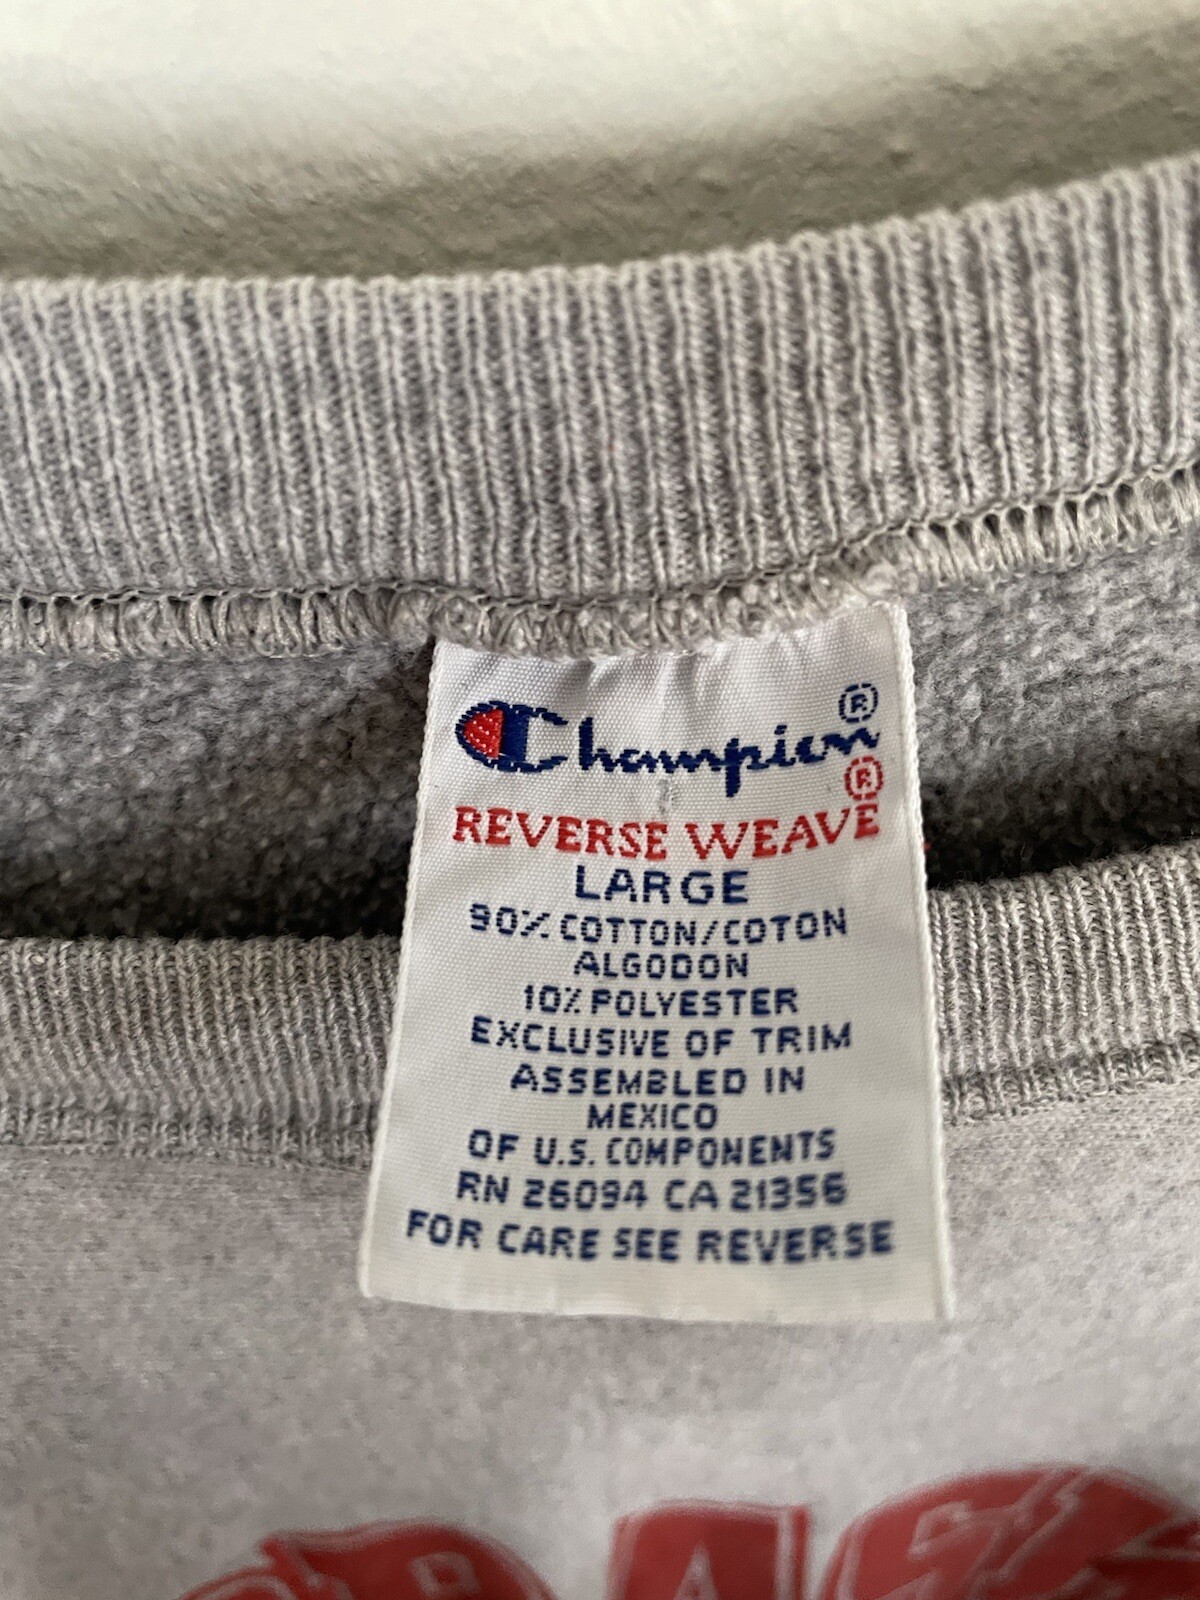 Champion®
REVERSE WEAVE®
LARGE
90% COTTON/COTON
ALGODON
10% POLYESTER
EXCLUSIVE OF TRIM
ASSEMBLED IN
MEXICO
OF U.S. COMPONENTS
RN 26094 CA 21356
FOR CARE SEE REVERSE